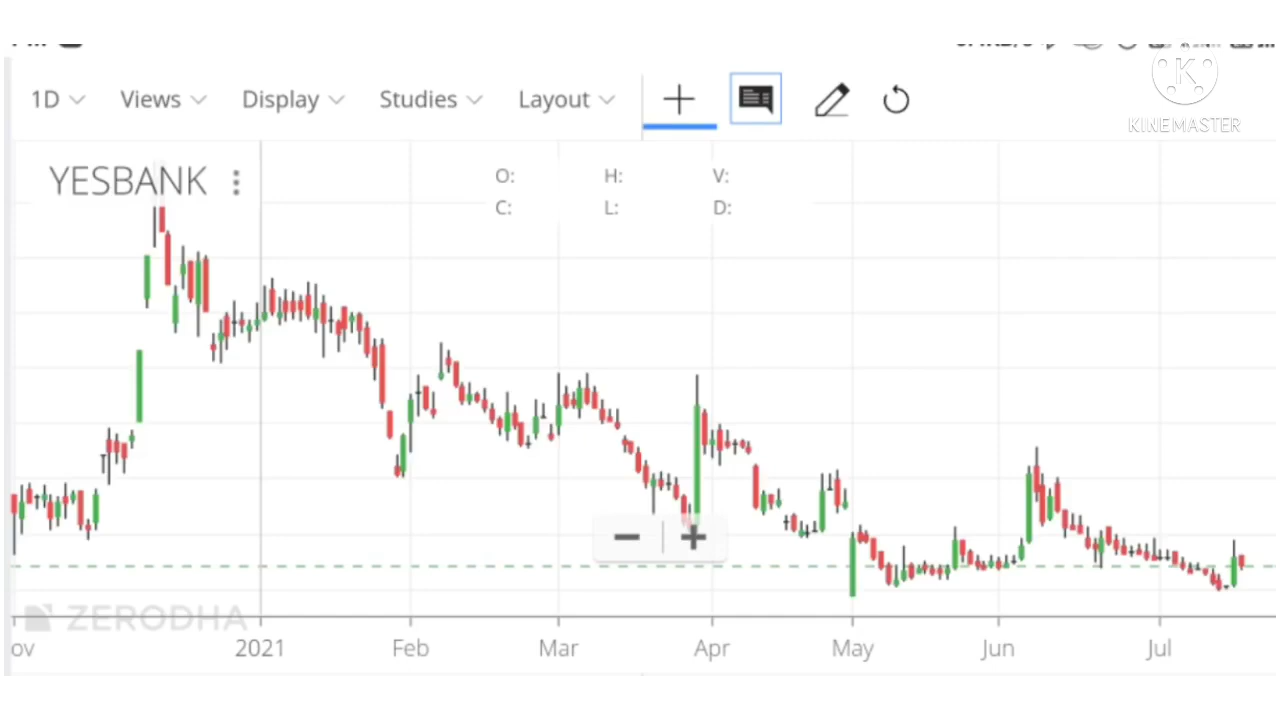 1D Views Display Studies Layout
KINEMASTER
YESBANK
O: H: V:
C: L: D:
ZERODHA
ov 2021 Feb Mar Apr May Jun Jul